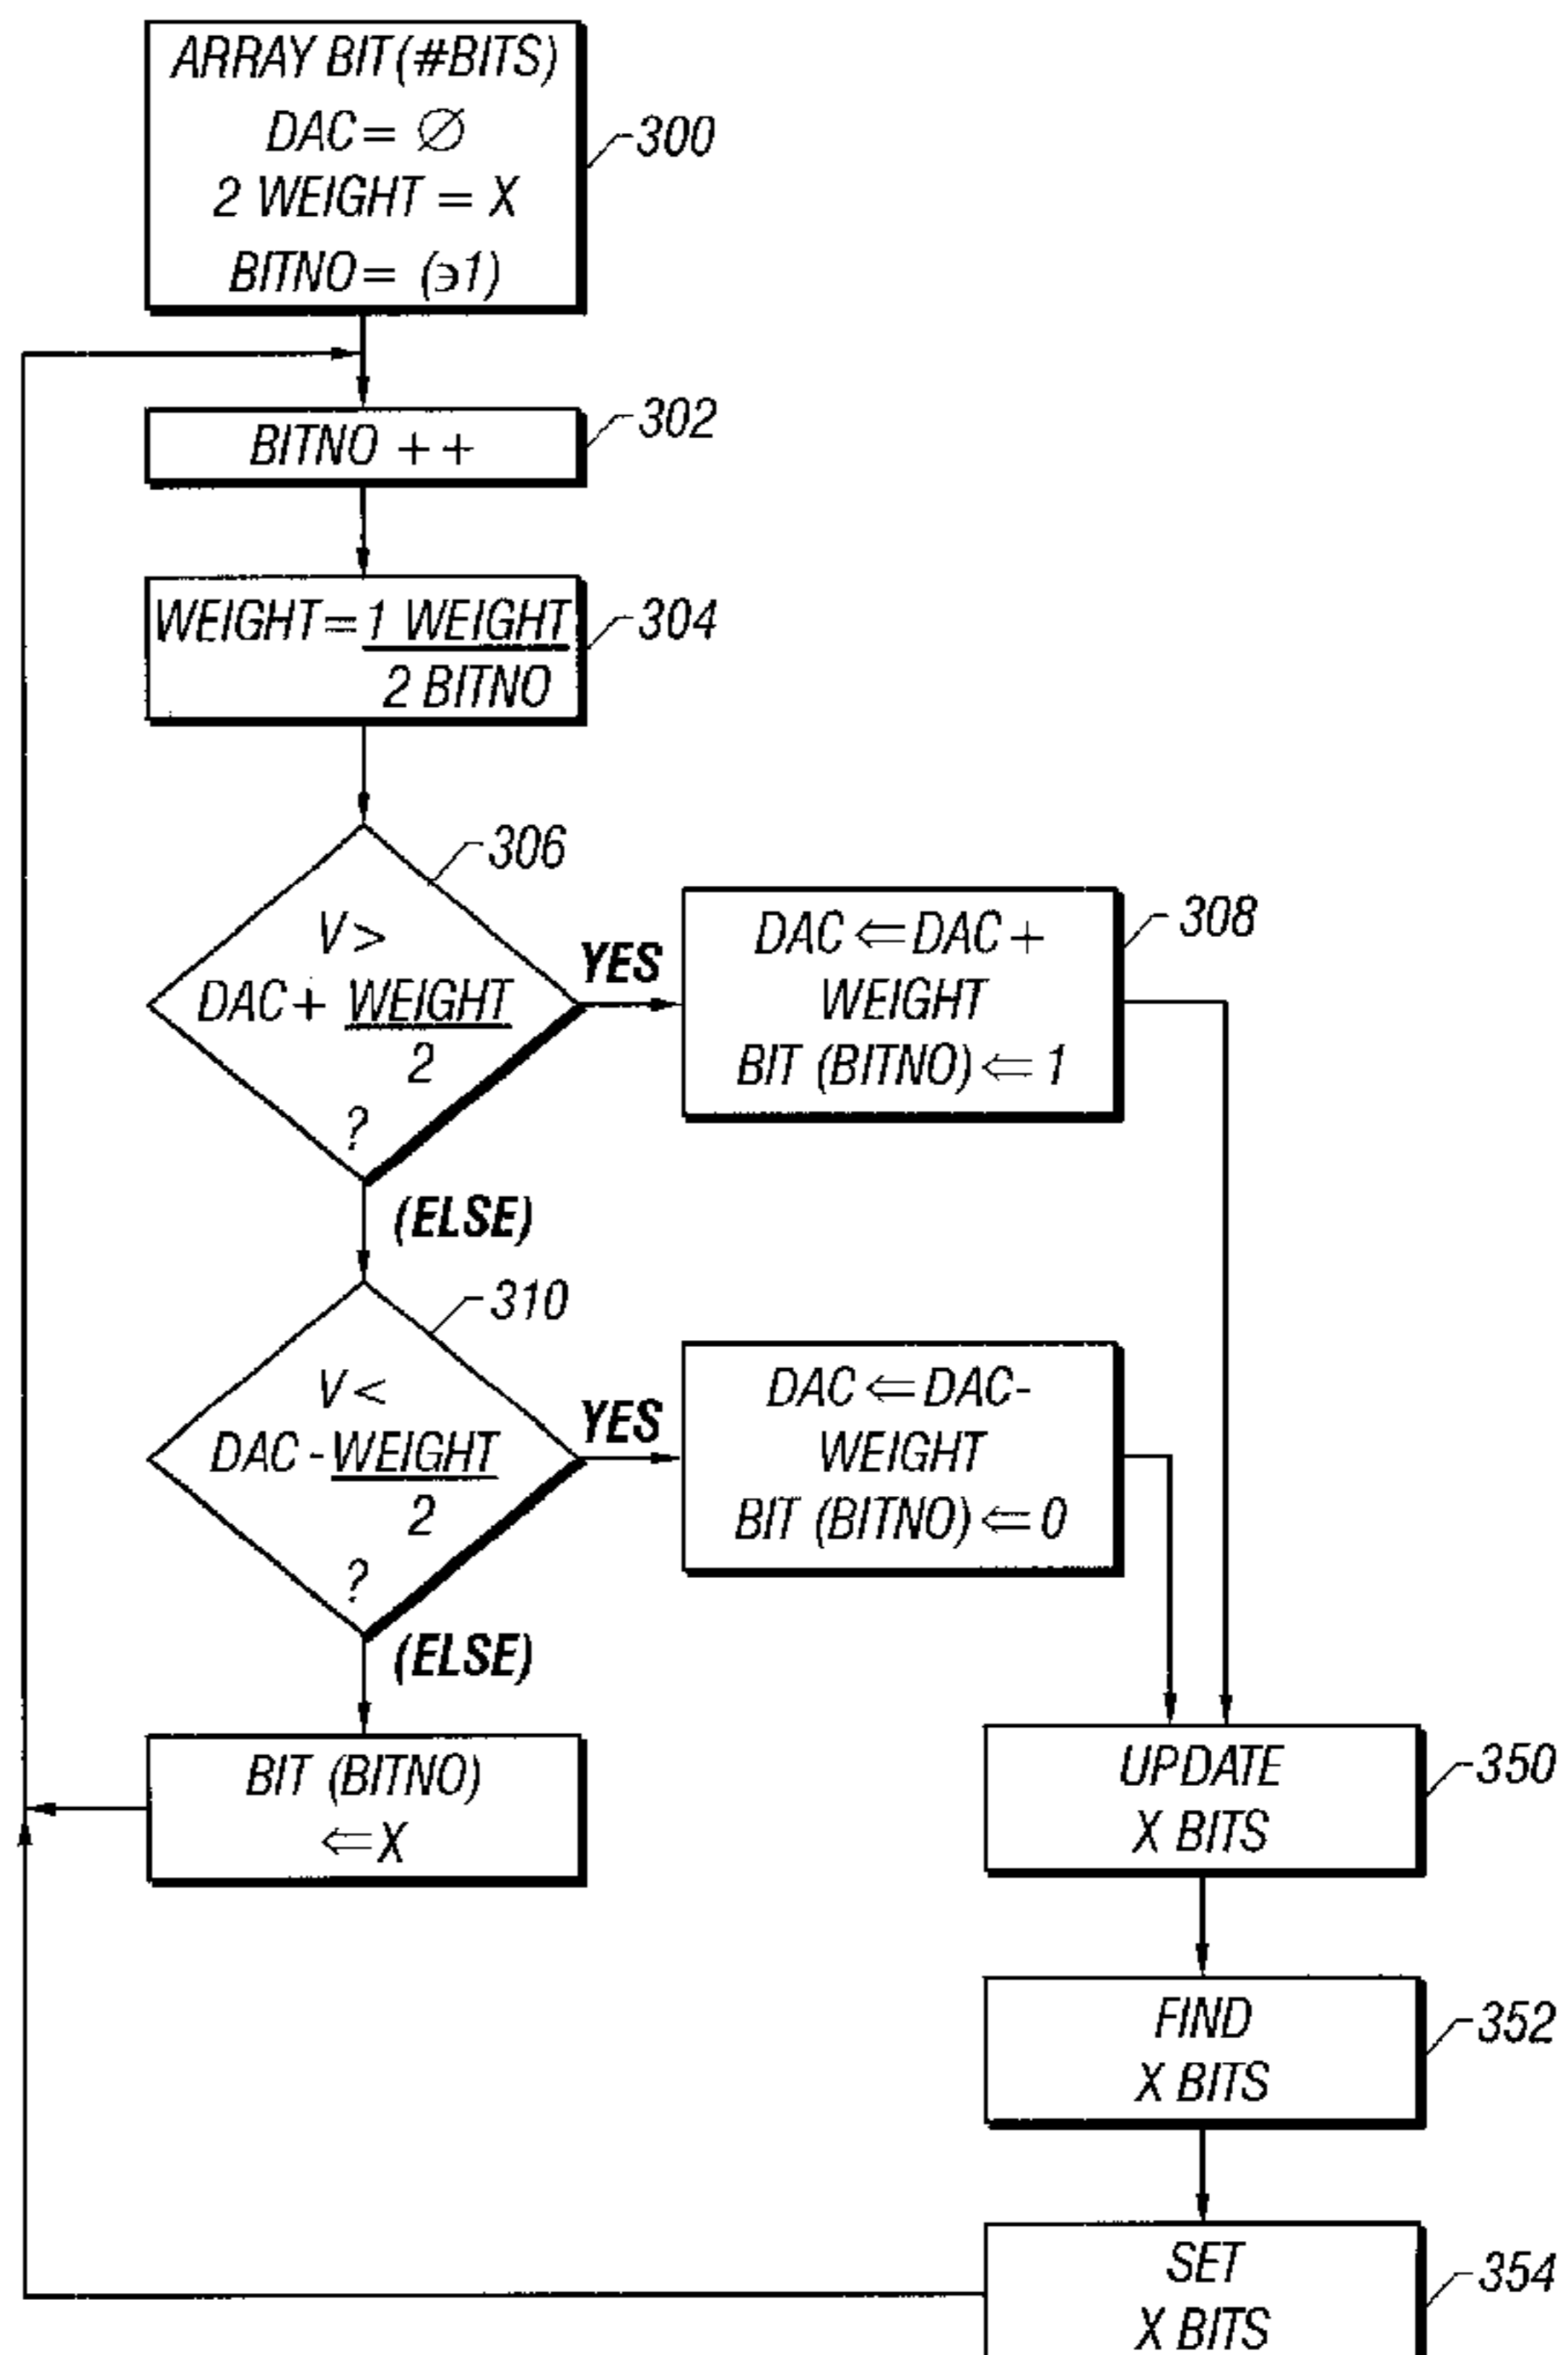 ARRAY BIT(#BITS)
DAC = ∅
2 WEIGHT = X
BITNO = (϶1)
300
BITNO ++
302
WEIGHT = 1 WEIGHT
2 BITNO
304
306
V >
DAC + WEIGHT
2
?
YES
DAC ⇐ DAC +
WEIGHT
BIT (BITNO) ⇐ 1
308
(ELSE)
310
V <
DAC - WEIGHT
2
?
YES
DAC ⇐ DAC-
WEIGHT
BIT (BITNO) ⇐ 0
(ELSE)
BIT (BITNO)
⇐ X
UPDATE
X BITS
350
FIND
X BITS
352
SET
X BITS
354